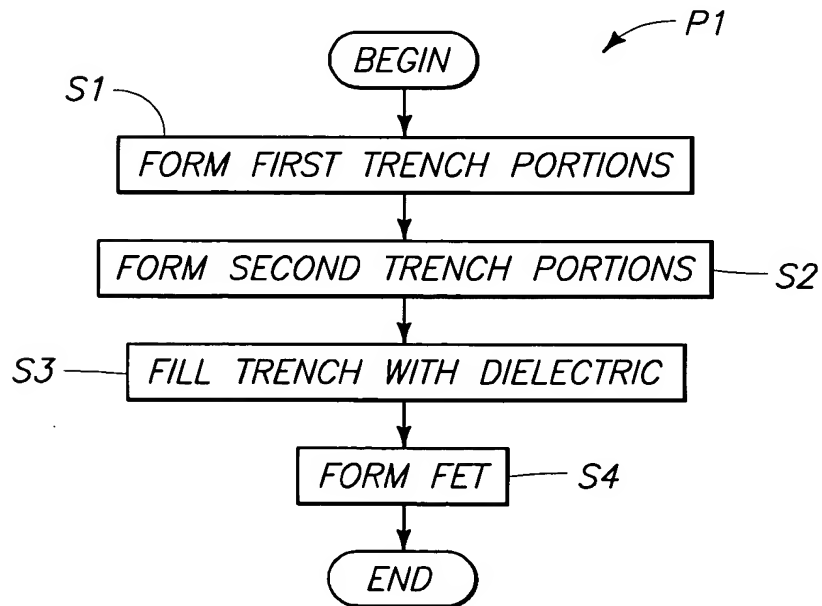 P1
BEGIN
S1
FORM FIRST TRENCH PORTIONS
FORM SECOND TRENCH PORTIONS
S2
S3
FILL TRENCH WITH DIELECTRIC
FORM FET
S4
END